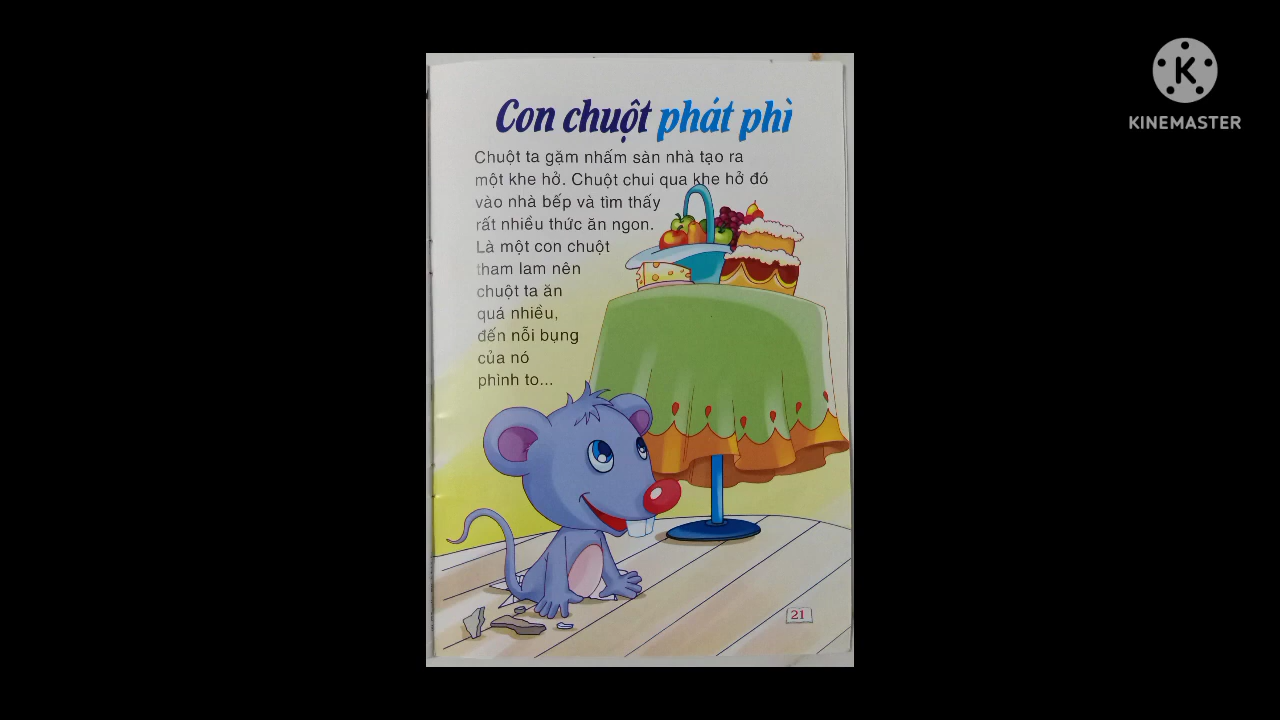 Con chuột phát phì
Chuột ta gặm nhấm sàn nhà tạo ra
một khe hở. Chuột chui qua khe hở đó
vào nhà bếp và tìm thấy
rất nhiều thức ăn ngon.
Là một con chuột
tham lam nên
chuột ta ăn
quá nhiều,
đến nỗi bụng
của nó
phình to...
21
KINEMASTER